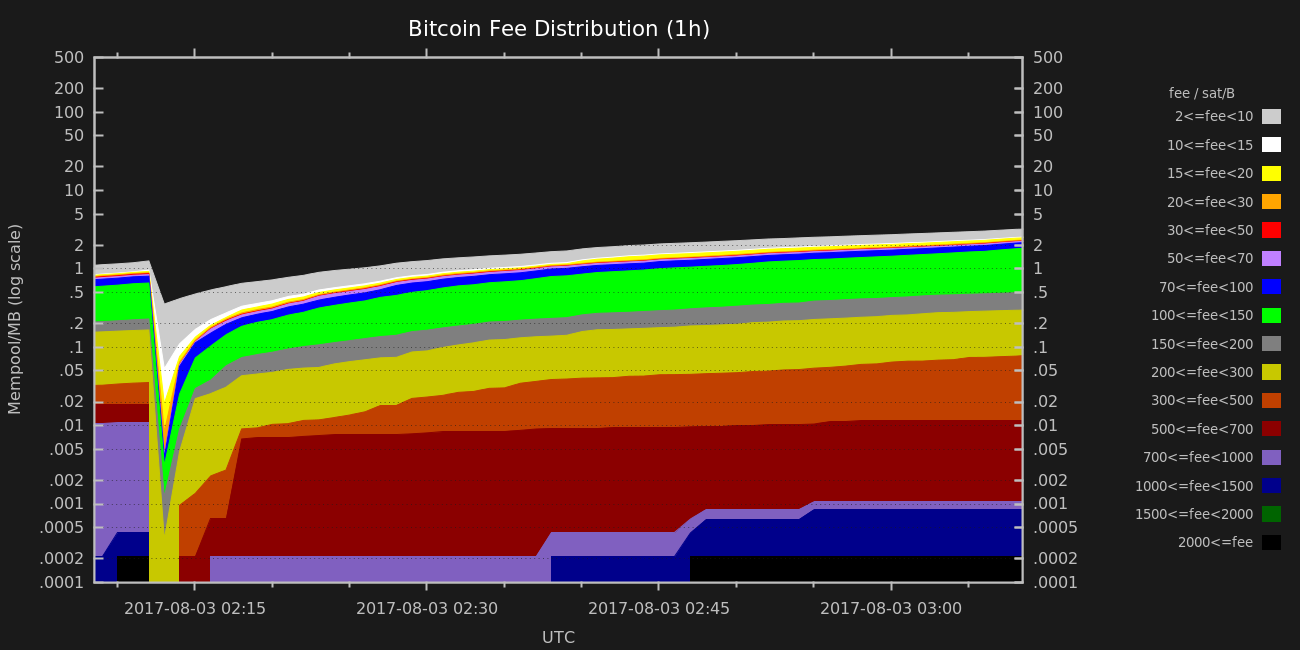 Bitcoin Fee Distribution (1h)
Mempool/MB (log scale)
500
200
100
50
20
10
5
2
1
.5
.2
.1
.05
.02
.01
.005
.002
.001
.0005
.0002
.0001
500
200
100
50
20
10
5
2
1
.5
.2
.1
.05
.02
.01
.005
.002
.001
.0005
.0002
.0001
2017-08-03 02:15
2017-08-03 02:30
2017-08-03 02:45
2017-08-03 03:00
UTC
fee / sat/B
2<=fee<10
10<=fee<15
15<=fee<20
20<=fee<30
30<=fee<50
50<=fee<70
70<=fee<100
100<=fee<150
150<=fee<200
200<=fee<300
300<=fee<500
500<=fee<700
700<=fee<1000
1000<=fee<1500
1500<=fee<2000
2000<=fee